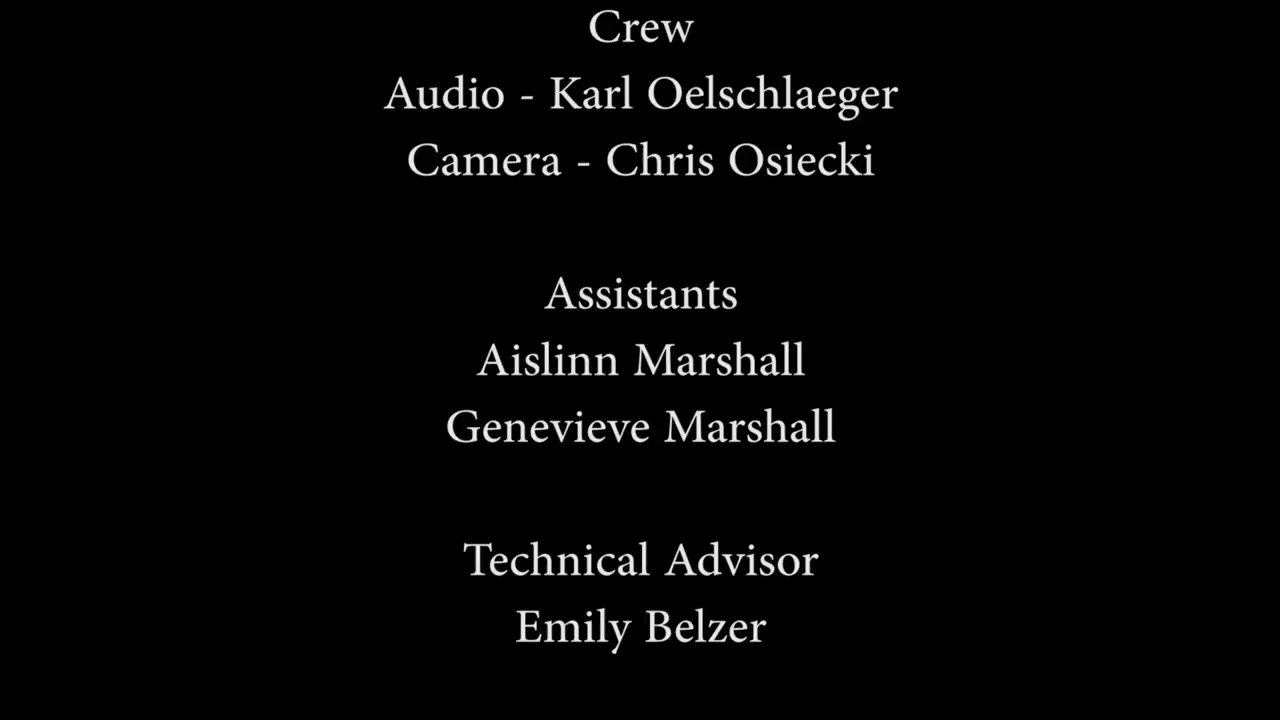 Crew
Audio - Karl Oelschlaeger
Camera - Chris Osiecki
Assistants
Aislinn Marshall
Genevieve Marshall
Technical Advisor
Emily Belzer